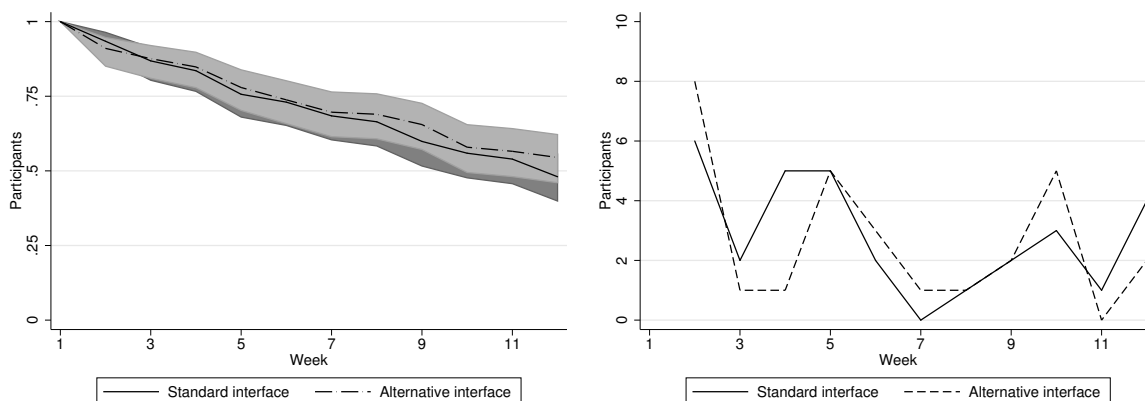 Participants
1
.75
.5
.25
0
1 3 5 7 9 11
Week
Standard interface Alternative interface
Participants
10
8
6
4
2
0
1 3 5 7 9 11
Week
Standard interface Alternative interface